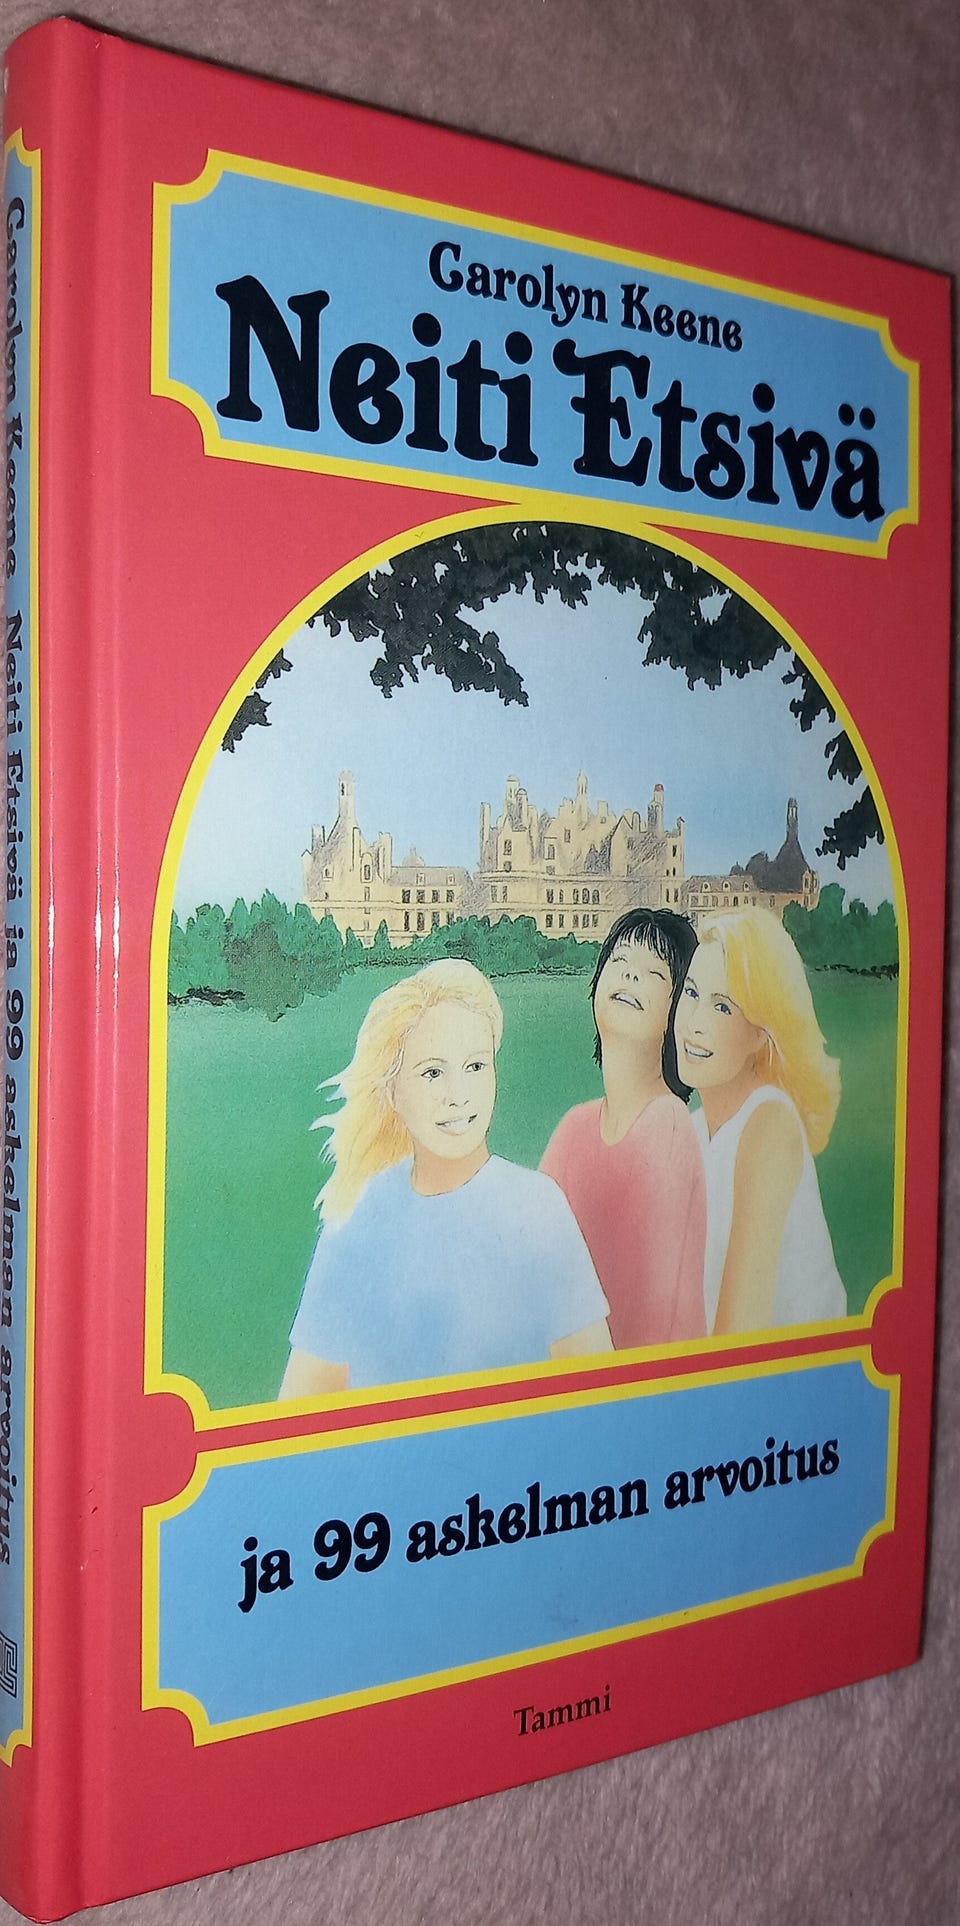 Carolyn Keene
Neiti Etsivä
ja 99 askelman arvoitus
Tammi
Carolyn Keene Neiti Etsivä ja 99 askelman arvoitus